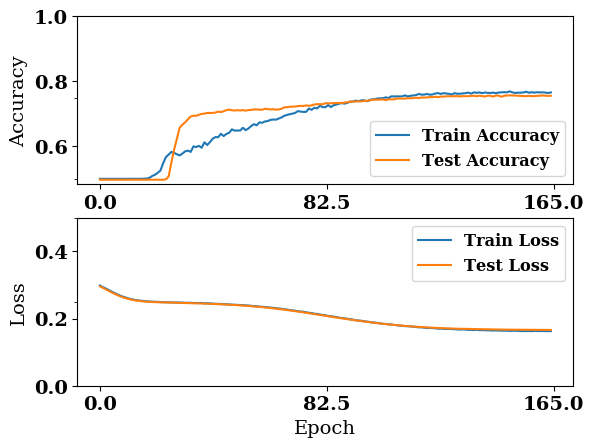 1.0
0.8
0.6
Accuracy
Train Accuracy
Test Accuracy
0.0 82.5 165.0
0.4
0.2
0.0
Loss
Train Loss
Test Loss
0.0 82.5 165.0
Epoch